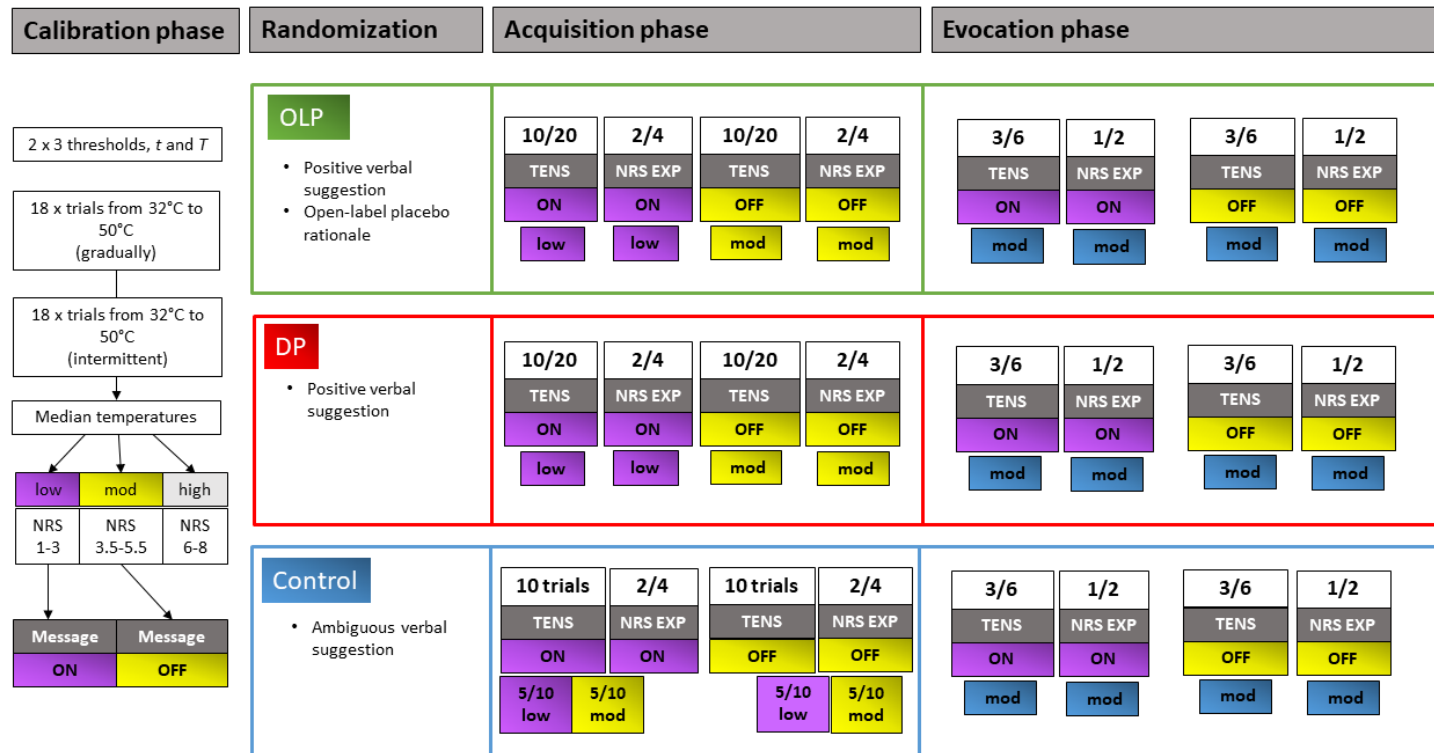 Calibration phase
Randomization
Acquisition phase
Evocation phase
2 x 3 thresholds, t and T
18 x trials from 32°C to
50°C
(gradually)
18 x trials from 32°C to
50°C
(intermittent)
Median temperatures
low mod high
NRS NRS NRS
1-3 3.5-5.5 6-8
Message Message
ON OFF
OLP
• Positive verbal
suggestion
• Open-label placebo
rationale
10/20 2/4 10/20 2/4
TENS NRS EXP TENS NRS EXP
ON ON OFF OFF
low low mod mod
3/6 1/2 3/6 1/2
TENS NRS EXP TENS NRS EXP
ON ON OFF OFF
mod mod mod mod
DP
• Positive verbal
suggestion
10/20 2/4 10/20 2/4
TENS NRS EXP TENS NRS EXP
ON ON OFF OFF
low low mod mod
3/6 1/2 3/6 1/2
TENS NRS EXP TENS NRS EXP
ON ON OFF OFF
mod mod mod mod
Control
• Ambiguous verbal
suggestion
10 trials 2/4 10 trials 2/4
TENS NRS EXP TENS NRS EXP
ON ON OFF OFF
5/10 5/10 5/10 5/10
low mod low mod
3/6 1/2 3/6 1/2
TENS NRS EXP TENS NRS EXP
ON ON OFF OFF
mod mod mod mod